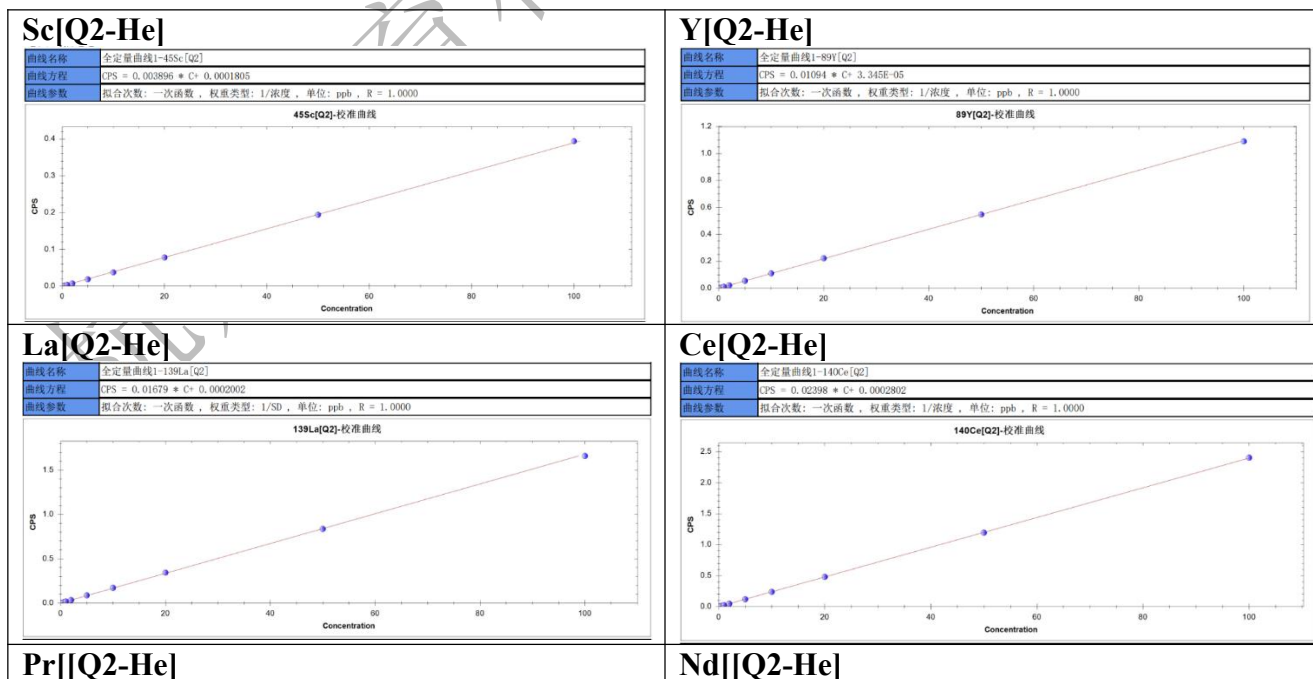 Sc[Q2-He]
曲线名称 全定量曲线1-45Sc[Q2]
曲线方程 CPS = 0.003896 * C+ 0.0001805
曲线参数 拟合次数: 一次函数 , 权重类型: 1/浓度 , 单位: ppb , R = 1.0000
45Sc[Q2]-校准曲线
0.4
0.3
0.2
0.1
0.0
CPS
0 20 40 60 80 100
Concentration
Y[Q2-He]
曲线名称 全定量曲线1-89Y[Q2]
曲线方程 CPS = 0.01094 * C+ 3.345E-05
曲线参数 拟合次数: 一次函数 , 权重类型: 1/浓度 , 单位: ppb , R = 1.0000
89Y[Q2]-校准曲线
1.2
1.0
0.8
0.6
0.4
0.2
0.0
CPS
0 20 40 60 80 100
Concentration
La[Q2-He]
曲线名称 全定量曲线1-139La[Q2]
曲线方程 CPS = 0.01679 * C+ 0.0002002
曲线参数 拟合次数: 一次函数 , 权重类型: 1/SD , 单位: ppb , R = 1.0000
139La[Q2]-校准曲线
1.5
1.0
0.5
0.0
CPS
0 20 40 60 80 100
Concentration
Ce[Q2-He]
曲线名称 全定量曲线1-140Ce[Q2]
曲线方程 CPS = 0.02398 * C+ 0.0002802
曲线参数 拟合次数: 一次函数 , 权重类型: 1/浓度 , 单位: ppb , R = 1.0000
140Ce[Q2]-校准曲线
2.5
2.0
1.5
1.0
0.5
0.0
CPS
0 20 40 60 80 100
Concentration
Pr[[Q2-He]
Nd[[Q2-He]